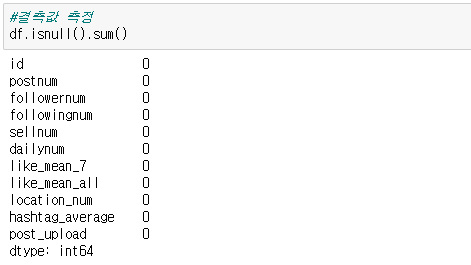 #결측값 측정
df.isnull().sum()
id 0
postnum 0
followernum 0
followingnum 0
sellnum 0
dailynum 0
like_mean_7 0
like_mean_all 0
location_num 0
hashtag_average 0
post_upload 0
dtype: int64